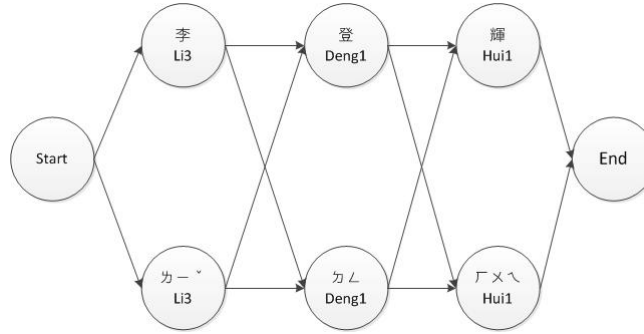 李
Li3
登
Deng1
輝
Hui1
Start
End
ㄌㄧˇ
Li3
ㄉㄥ
Deng1
ㄏㄨㄟ
Hui1